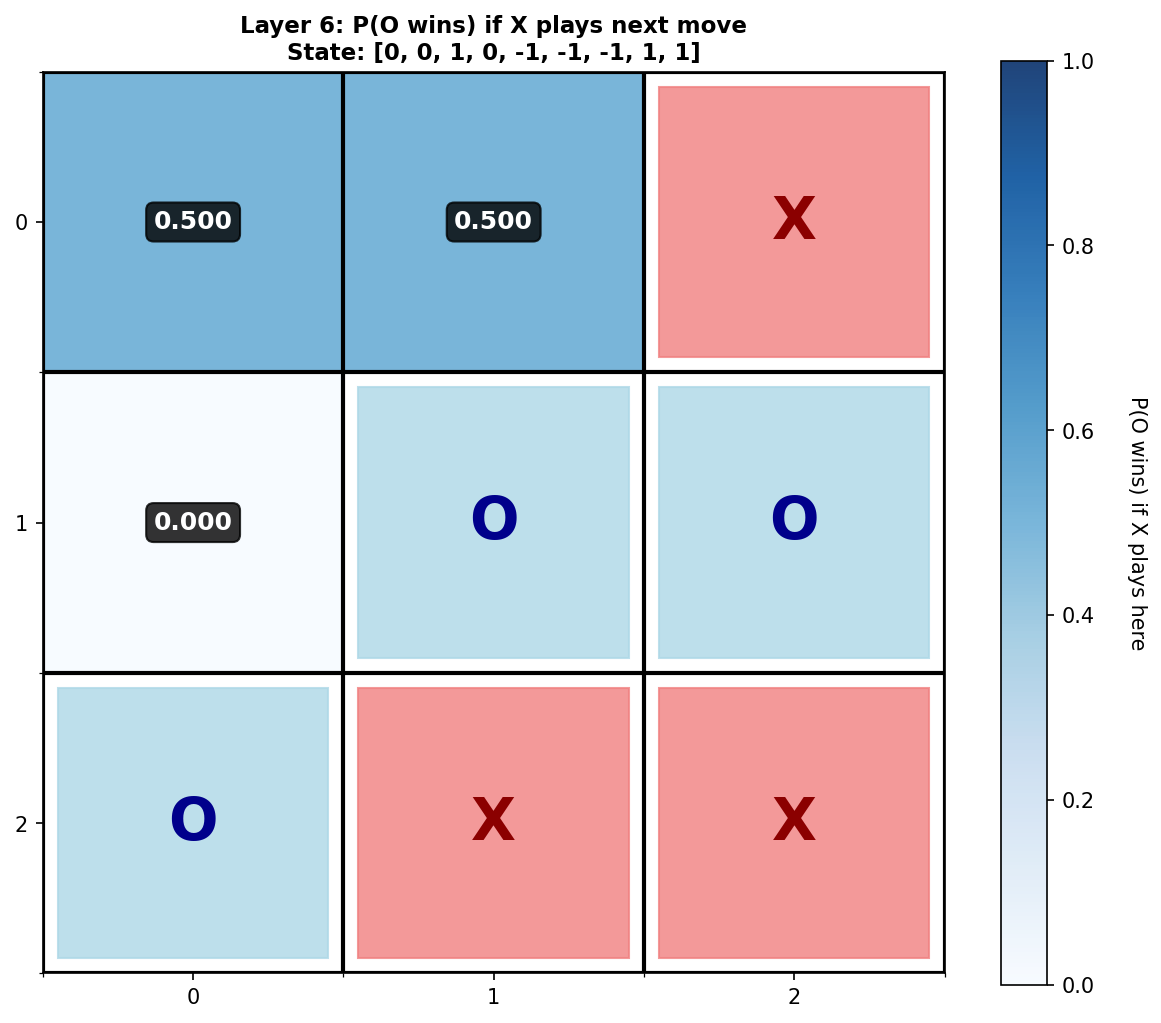 Layer 6: P(O wins) if X plays next move
State: [0, 0, 1, 0, -1, -1, -1, 1, 1]
0
0.500
0.500
X
1
0.000
O
O
2
O
X
X
0
1
2
1.0
0.8
0.6
0.4
0.2
0.0
P(O wins) if X plays here